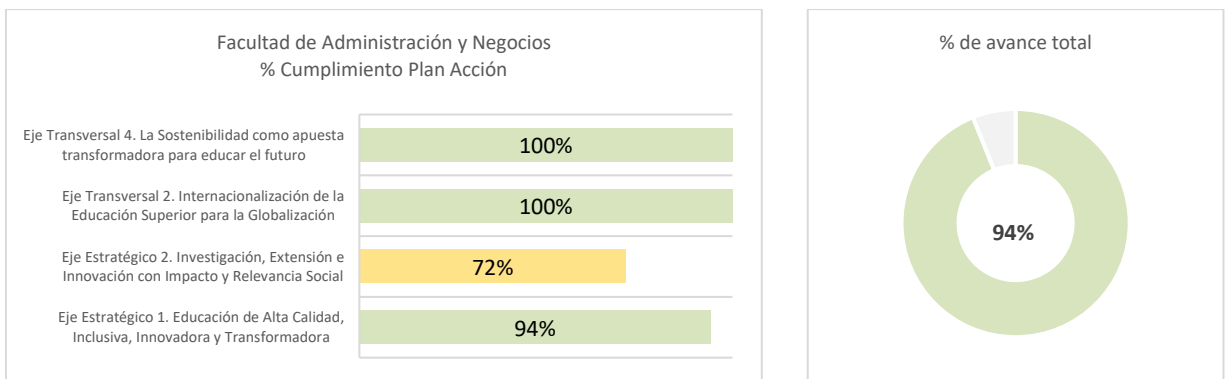 Facultad de Administración y Negocios
% Cumplimiento Plan Acción
Eje Transversal 4. La Sostenibilidad como apuesta
transformadora para educar el futuro
100%
Eje Transversal 2. Internacionalización de la
Educación Superior para la Globalización
100%
Eje Estratégico 2. Investigación, Extensión e
Innovación con Impacto y Relevancia Social
72%
Eje Estratégico 1. Educación de Alta Calidad,
Inclusiva, Innovadora y Transformadora
94%
% de avance total
94%